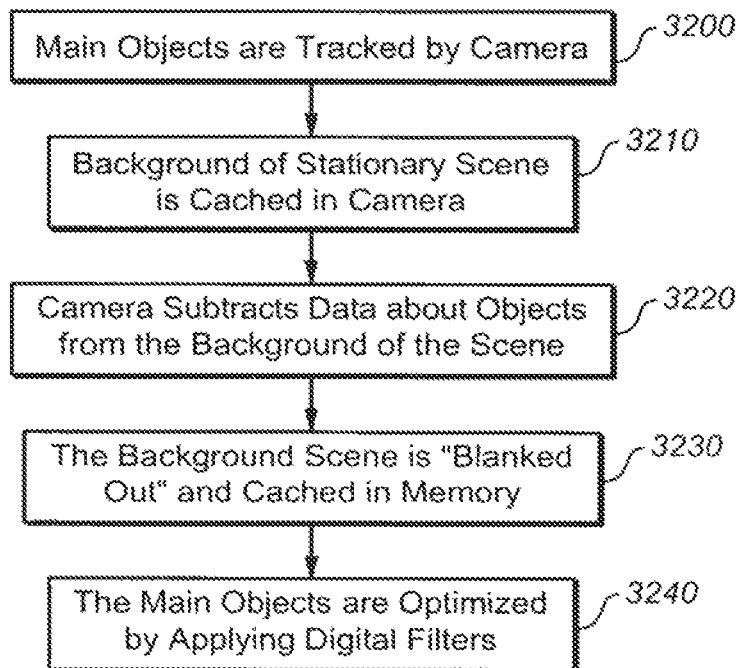 Main Objects are Tracked by Camera
3200
Background of Stationary Scene
is Cached in Camera
3210
Camera Subtracts Data about Objects
from the Background of the Scene
3220
The Background Scene is "Blanked
Out" and Cached in Memory
3230
The Main Objects are Optimized
by Applying Digital Filters
3240